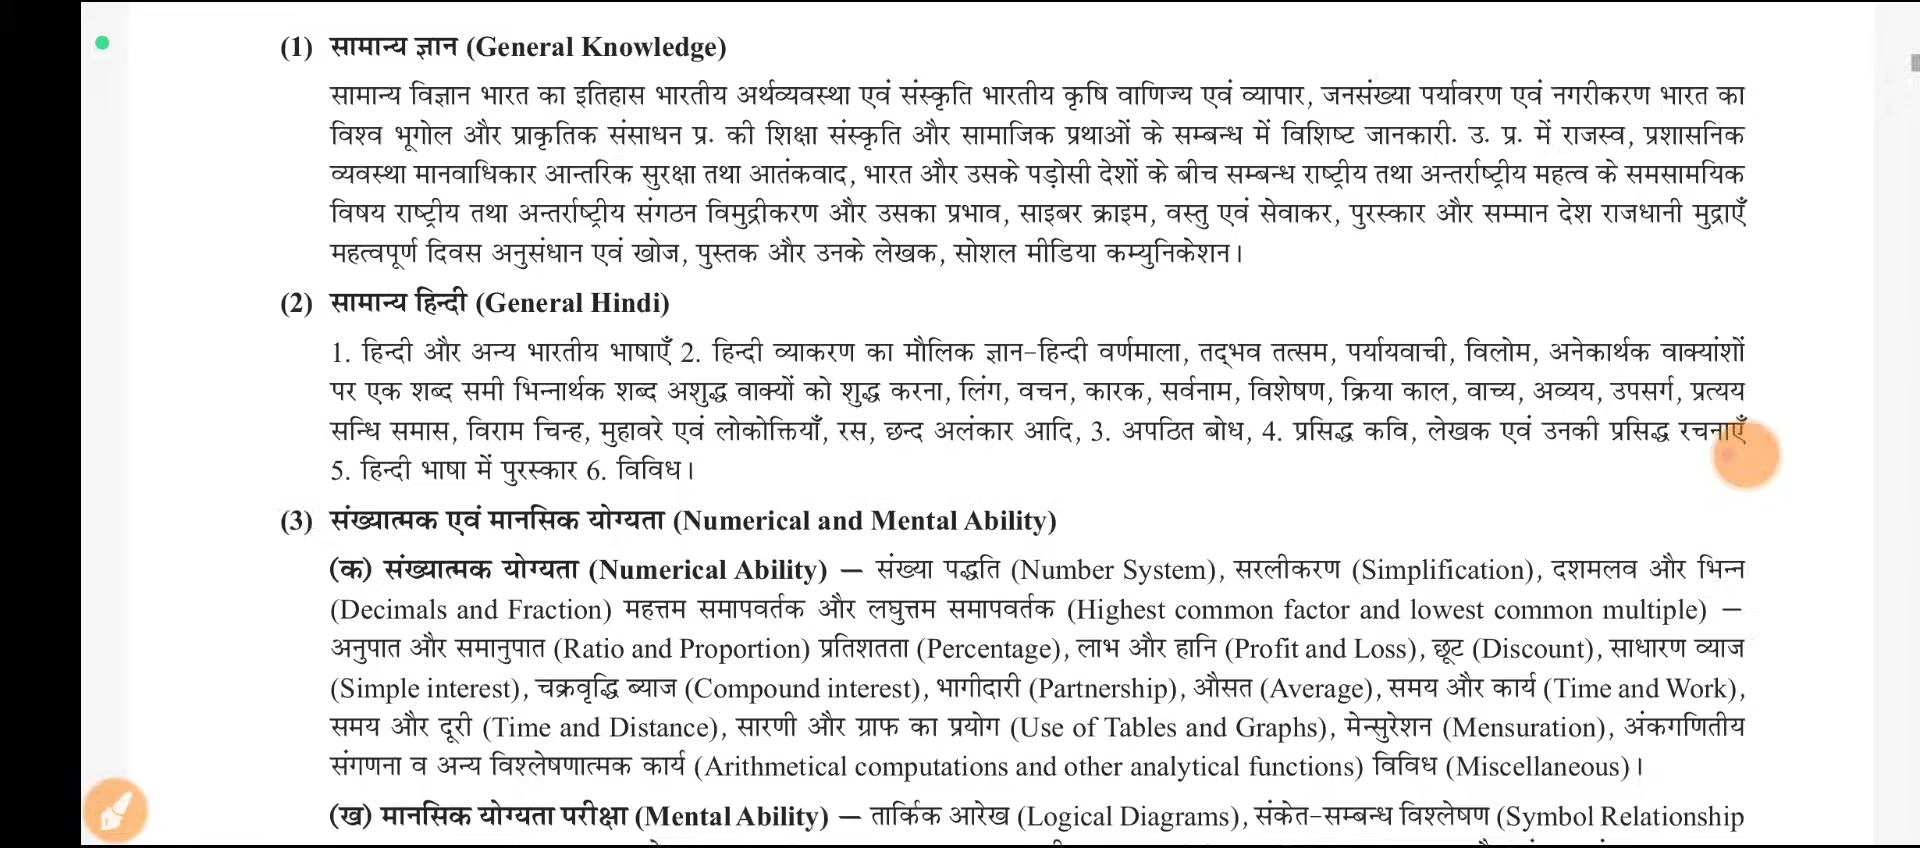 (1) सामान्य ज्ञान (General Knowledge)
सामान्य विज्ञान भारत का इतिहास भारतीय अर्थव्यवस्था एवं संस्कृति भारतीय कृषि वाणिज्य एवं व्यापार, जनसंख्या पर्यावरण एवं नगरीकरण भारत का
विश्व भूगोल और प्राकृतिक संसाधन प्र. की शिक्षा संस्कृति और सामाजिक प्रथाओं के सम्बन्ध में विशिष्ट जानकारी. उ. प्र. में राजस्व, प्रशासनिक
व्यवस्था मानवाधिकार आन्तरिक सुरक्षा तथा आतंकवाद, भारत और उसके पड़ोसी देशों के बीच सम्बन्ध राष्ट्रीय तथा अन्तर्राष्ट्रीय महत्व के समसामयिक
विषय राष्ट्रीय तथा अन्तर्राष्ट्रीय संगठन विमुद्रीकरण और उसका प्रभाव, साइबर क्राइम, वस्तु एवं सेवाकर, पुरस्कार और सम्मान देश राजधानी मुद्राएँ
महत्वपूर्ण दिवस अनुसंधान एवं खोज, पुस्तक और उनके लेखक, सोशल मीडिया कम्युनिकेशन।
(2) सामान्य हिन्दी (General Hindi)
1. हिन्दी और अन्य भारतीय भाषाएँ 2. हिन्दी व्याकरण का मौलिक ज्ञान-हिन्दी वर्णमाला, तद्भव तत्सम, पर्यायवाची, विलोम, अनेकार्थक वाक्यांशों
पर एक शब्द समी भिन्नार्थक शब्द अशुद्ध वाक्यों को शुद्ध करना, लिंग, वचन, कारक, सर्वनाम, विशेषण, क्रिया काल, वाच्य, अव्यय, उपसर्ग, प्रत्यय
सन्धि समास, विराम चिन्ह, मुहावरे एवं लोकोक्तियाँ, रस, छन्द अलंकार आदि, 3. अपठित बोध, 4. प्रसिद्ध कवि, लेखक एवं उनकी प्रसिद्ध रचनाएँ
5. हिन्दी भाषा में पुरस्कार 6. विविध।
(3) संख्यात्मक एवं मानसिक योग्यता (Numerical and Mental Ability)
(क) संख्यात्मक योग्यता (Numerical Ability) — संख्या पद्धति (Number System), सरलीकरण (Simplification), दशमलव और भिन्न
(Decimals and Fraction) महत्तम समापवर्तक और लघुत्तम समापवर्तक (Highest common factor and lowest common multiple) —
अनुपात और समानुपात (Ratio and Proportion) प्रतिशतता (Percentage), लाभ और हानि (Profit and Loss), छूट (Discount), साधारण व्याज
(Simple interest), चक्रवृद्धि ब्याज (Compound interest), भागीदारी (Partnership), औसत (Average), समय और कार्य (Time and Work),
समय और दूरी (Time and Distance), सारणी और ग्राफ का प्रयोग (Use of Tables and Graphs), मेन्सुरेशन (Mensuration), अंकगणितीय
संगणना व अन्य विश्लेषणात्मक कार्य (Arithmetical computations and other analytical functions) विविध (Miscellaneous)।
(ख) मानसिक योग्यता परीक्षा (Mental Ability) — तार्किक आरेख (Logical Diagrams), संकेत-सम्बन्ध विश्लेषण (Symbol Relationship